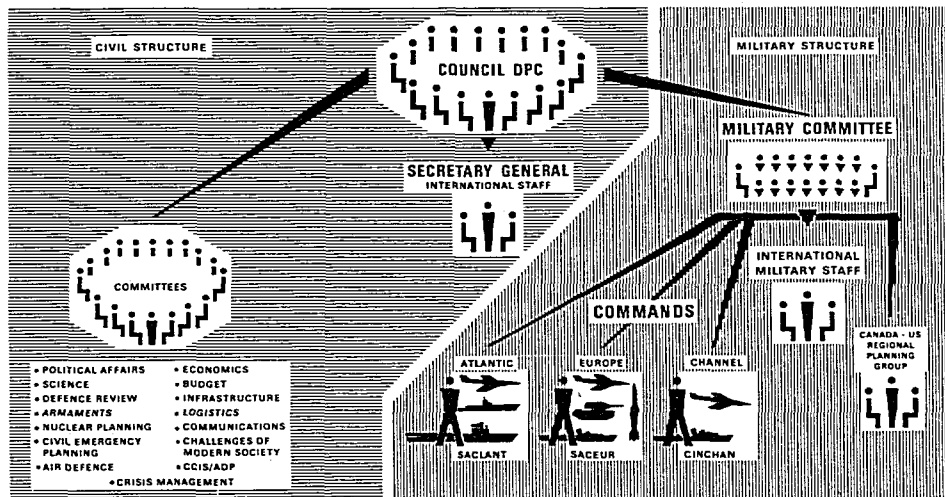 CIVIL STRUCTURE
COUNCIL DPC
MILITARY STRUCTURE
MILITARY COMMITTEE
SECRETARY GENERAL
INTERNATIONAL STAFF
COMMITTEES
INTERNATIONAL
MILITARY STAFF
COMMANDS
CANADA - US
REGIONAL
PLANNING
GROUP
ATLANTIC
EUROPE
CHANNEL
SACLANT
SACEUR
CINCHAN
• POLITICAL AFFAIRS
• SCIENCE
• DEFENCE REVIEW
• ARMAMENTS
• NUCLEAR PLANNING
• CIVIL EMERGENCY
PLANNING
• AIR DEFENCE
• ECONOMICS
• BUDGET
• INFRASTRUCTURE
• LOGISTICS
• COMMUNICATIONS
• CHALLENGES OF
MODERN SOCIETY
• CCIS/ADP
• CRISIS MANAGEMENT